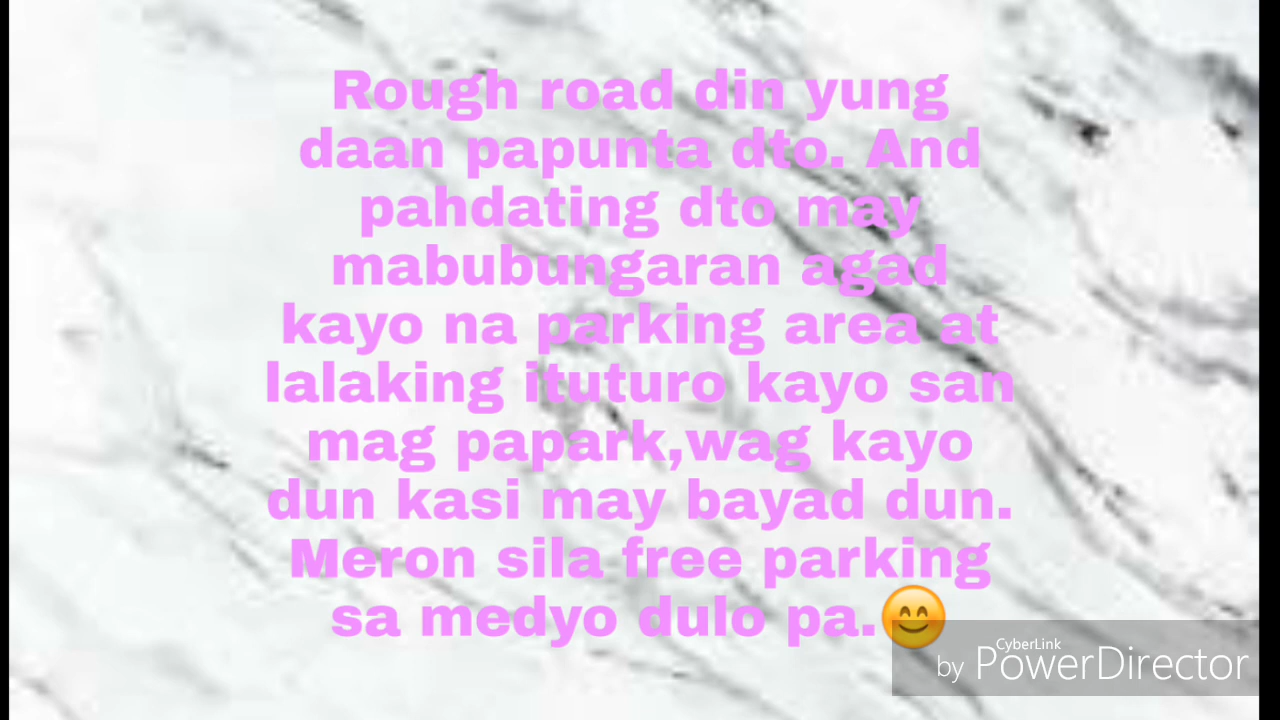 Rough road din yung
daan papunta dto. And
pahdating dto may
mabubungaran agad
kayo na parking area at
lalaking ituturo kayo san
mag papark,wag kayo
dun kasi may bayad dun.
Meron sila free parking
sa medyo dulo pa.😊
CyberLink
by PowerDirector